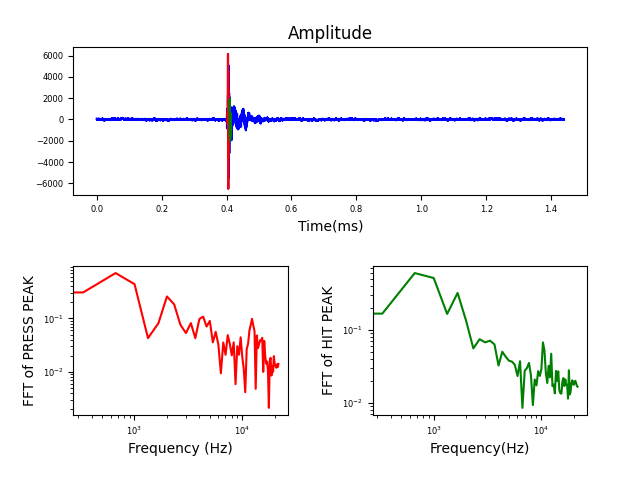 Amplitude
6000
4000
2000
0
−2000
−4000
−6000
0.0 0.2 0.4 0.6 0.8 1.0 1.2 1.4
Time(ms)
FFT of PRESS PEAK
10⁻¹
10⁻²
10³ 10⁴
Frequency (Hz)
FFT of HIT PEAK
10⁻¹
10⁻²
10³ 10⁴
Frequency(Hz)